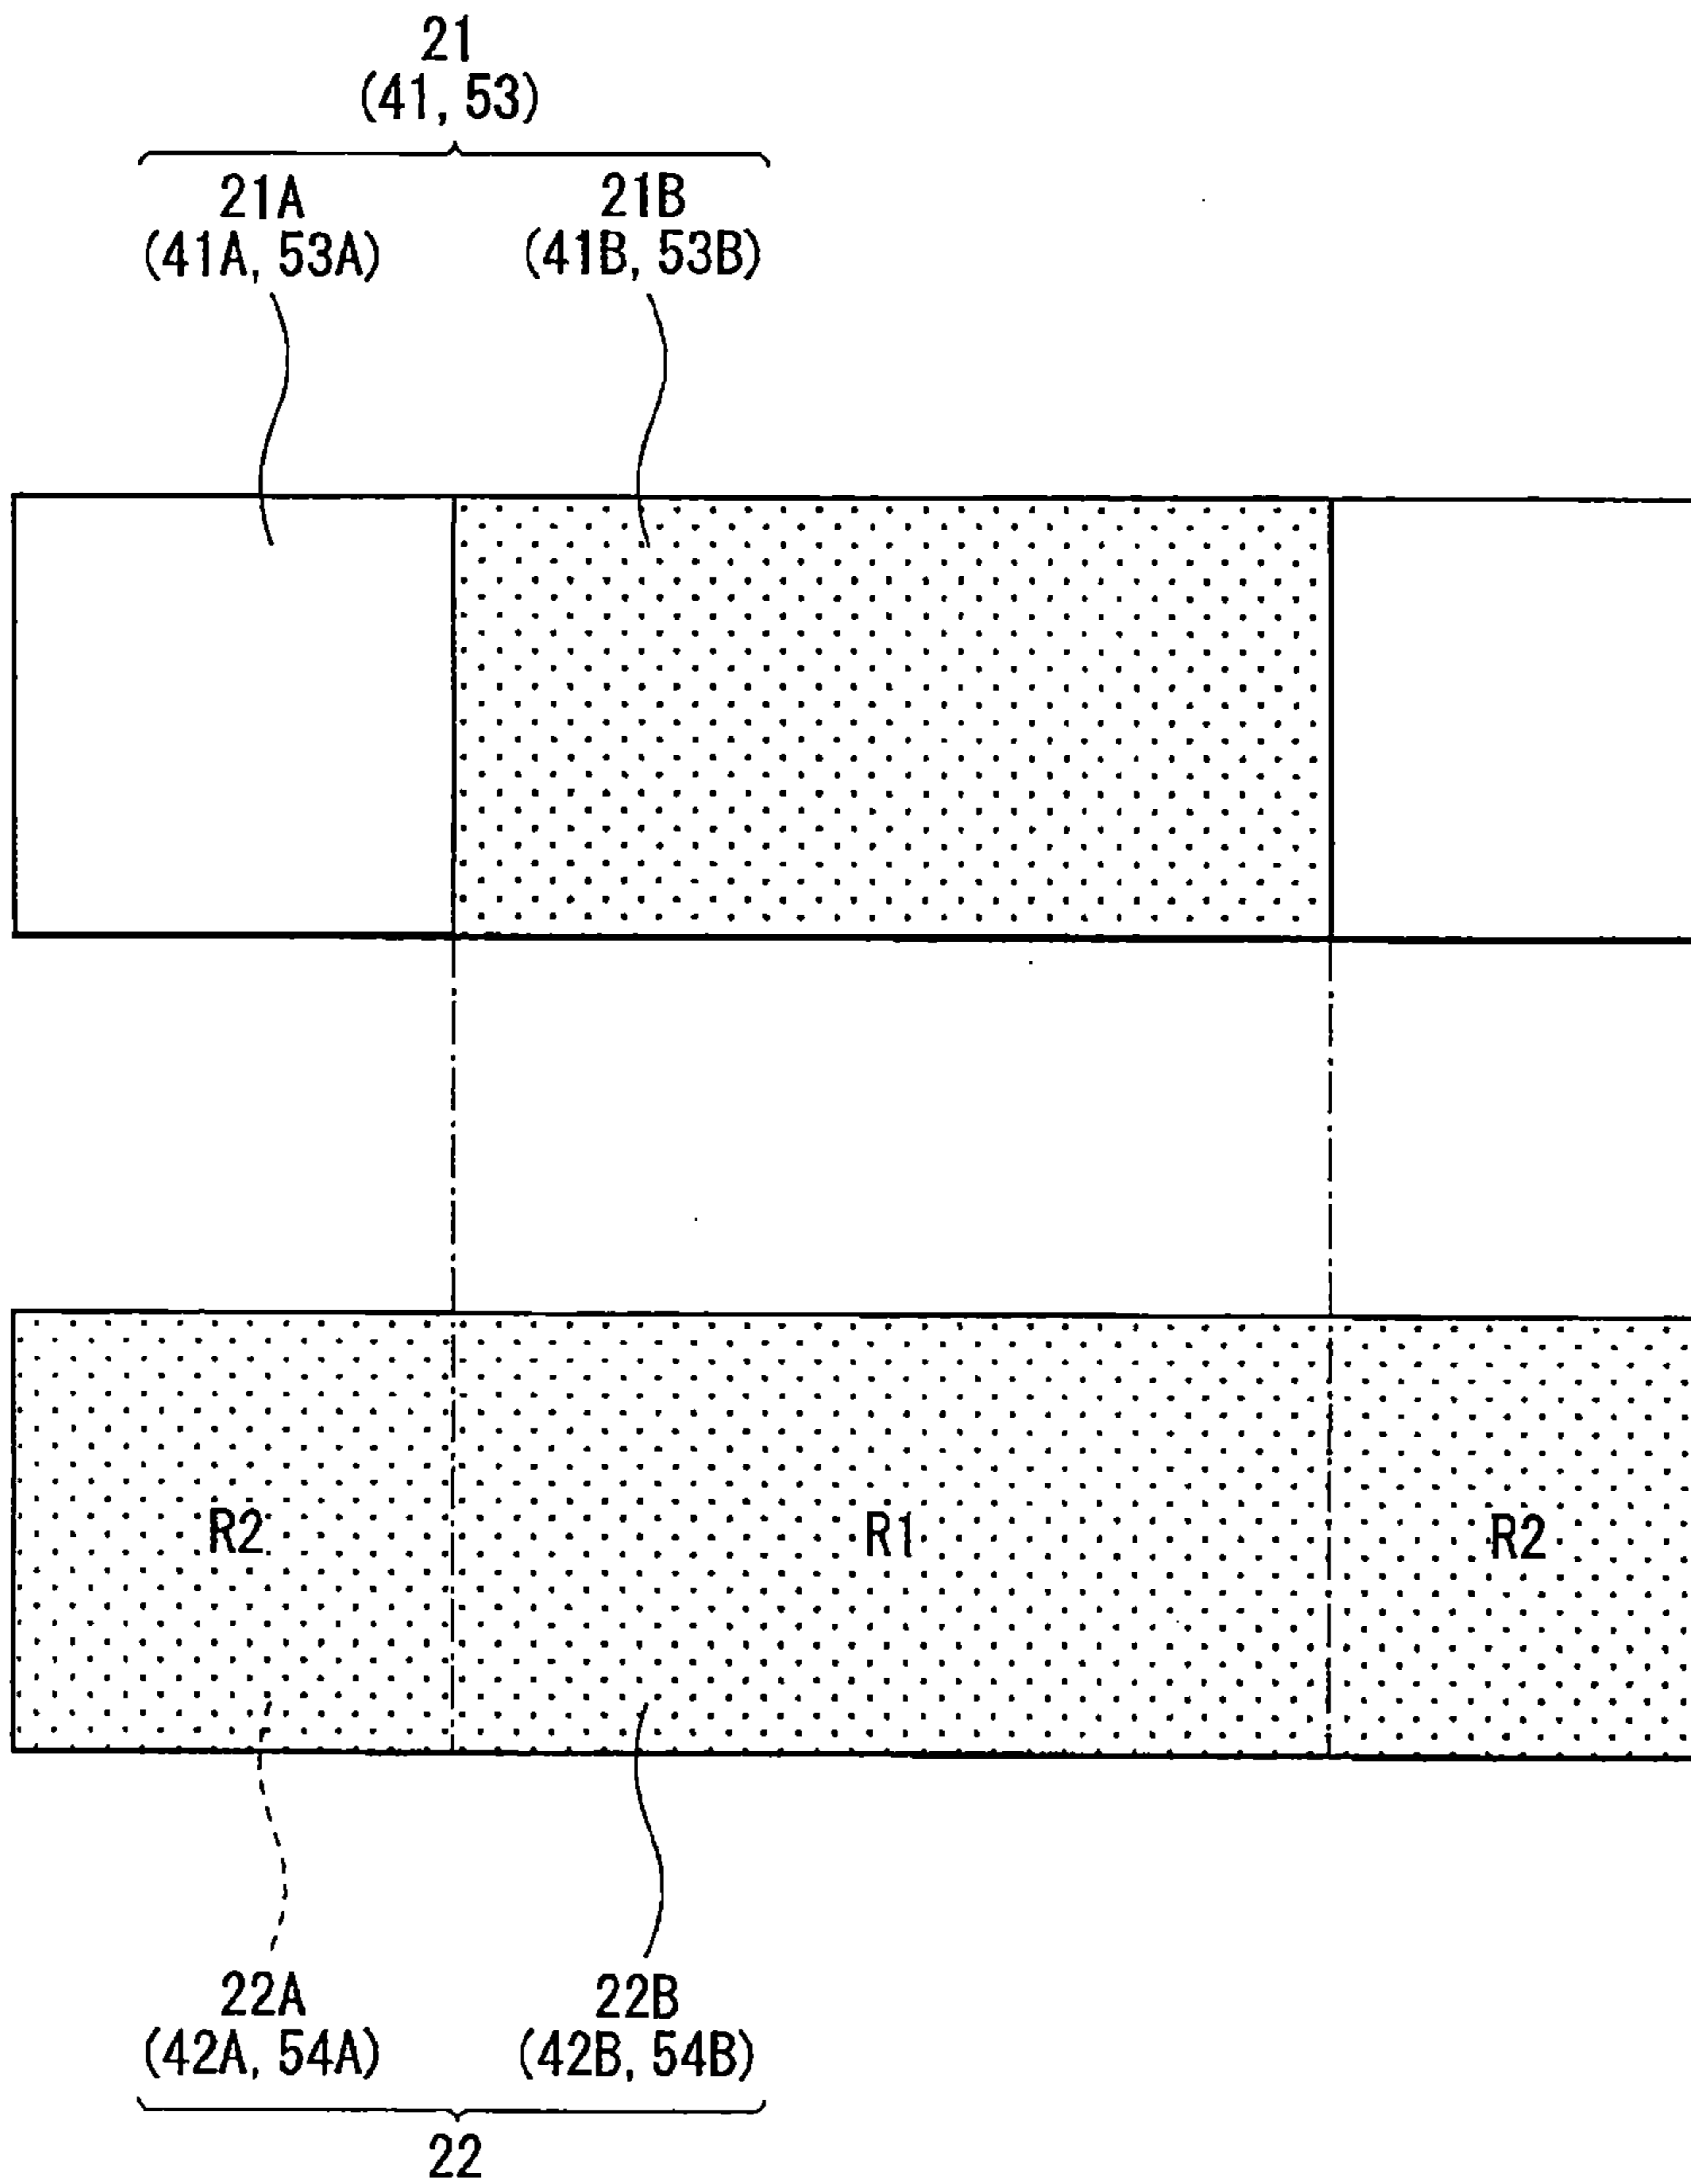 21
(41, 53)
21A 21B
(41A, 53A) (41B, 53B)
R2 R1 R2
22A 22B
(42A, 54A) (42B, 54B)
22